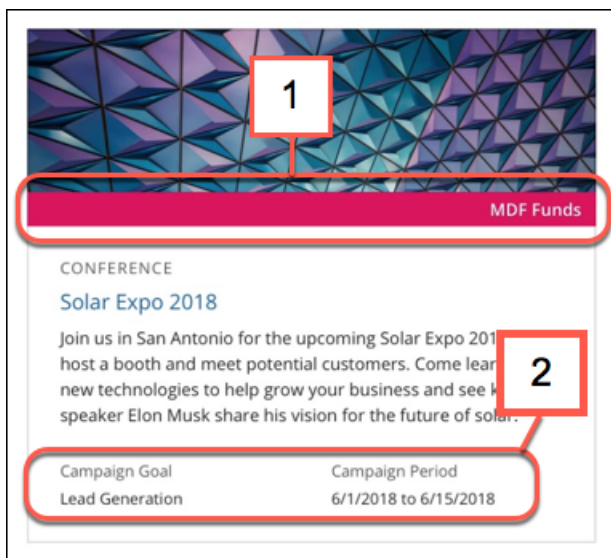 1
MDF Funds
CONFERENCE
Solar Expo 2018
Join us in San Antonio for the upcoming Solar Expo
host a booth and meet potential customers. Come
new technologies to help grow your business and see
2
speaker Elon Musk share his vision for the future of solar.
Campaign Goal
Campaign Period
Lead Generation
6/1/2018 to 6/15/2018